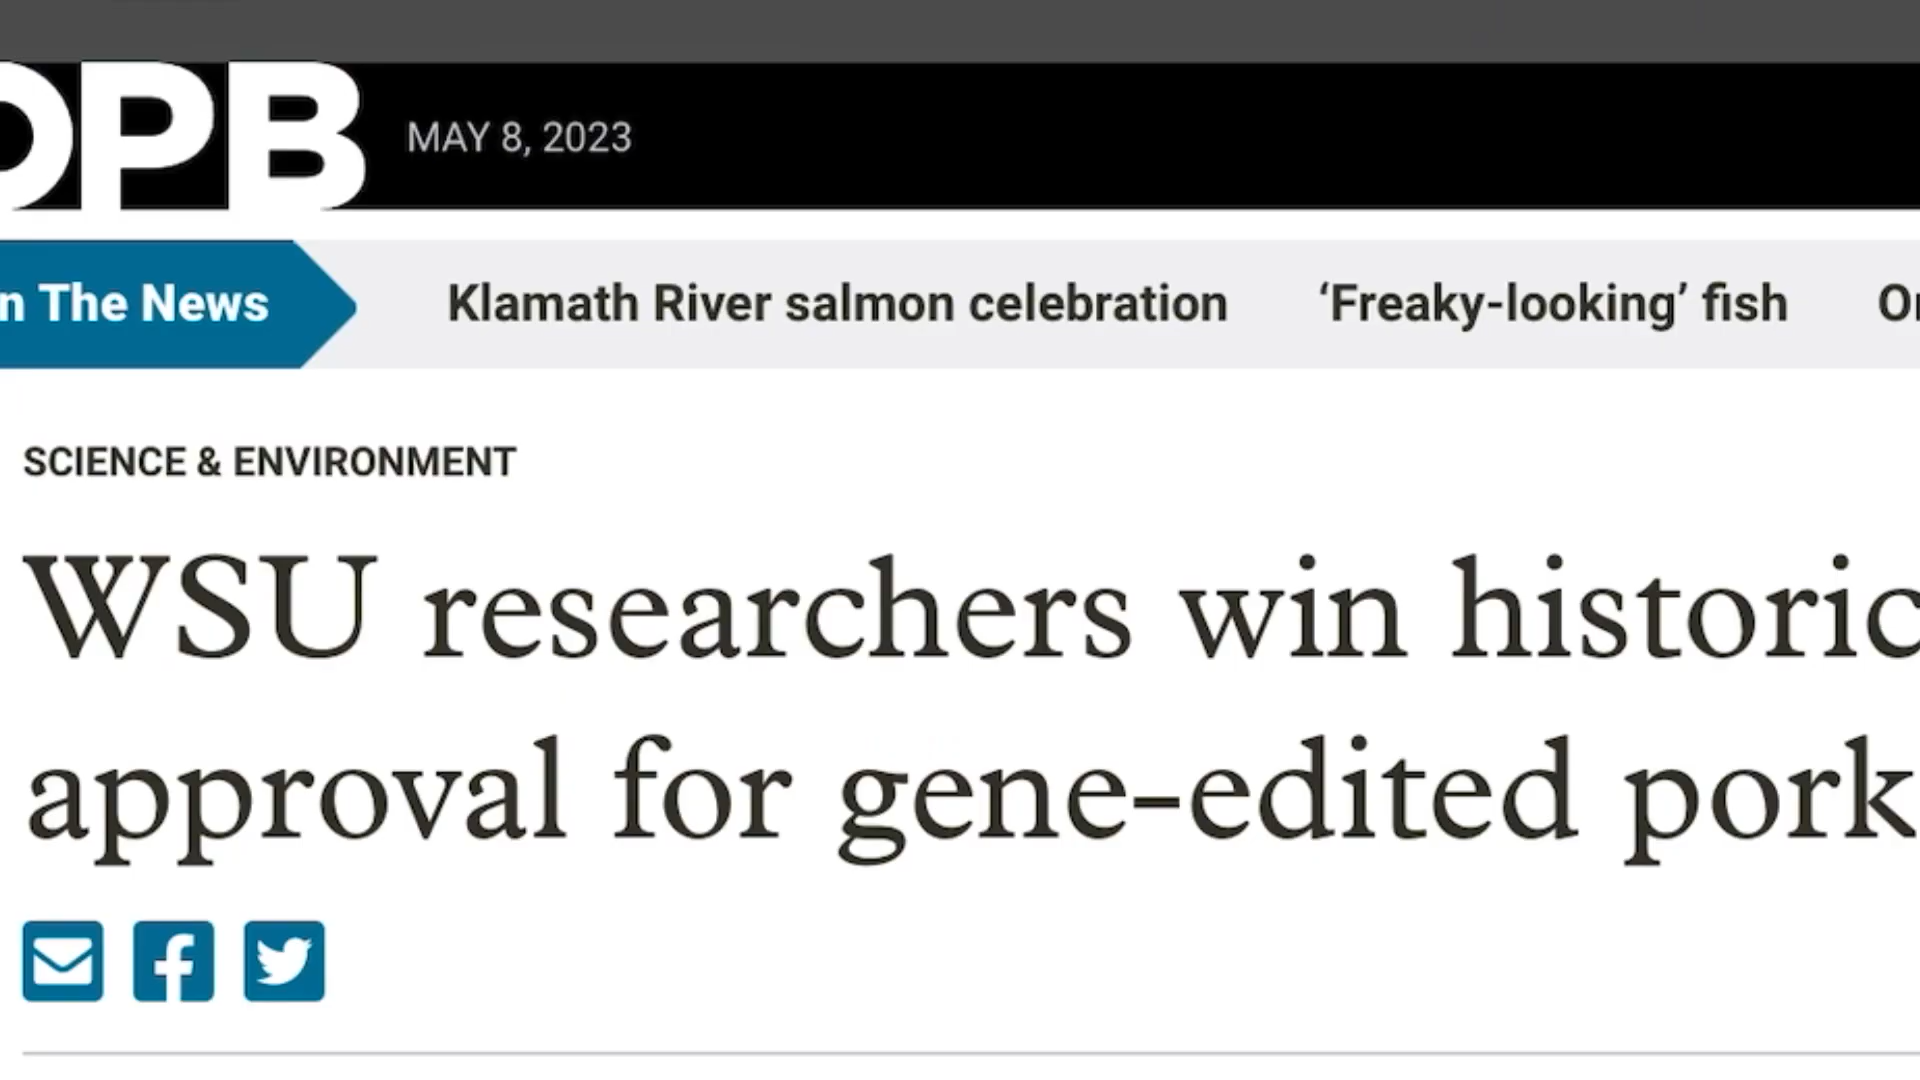 OPB MAY 8, 2023
The News Klamath River salmon celebration ‘Freaky-looking’ fish
SCIENCE & ENVIRONMENT
WSU researchers win historic
approval for gene-edited pork